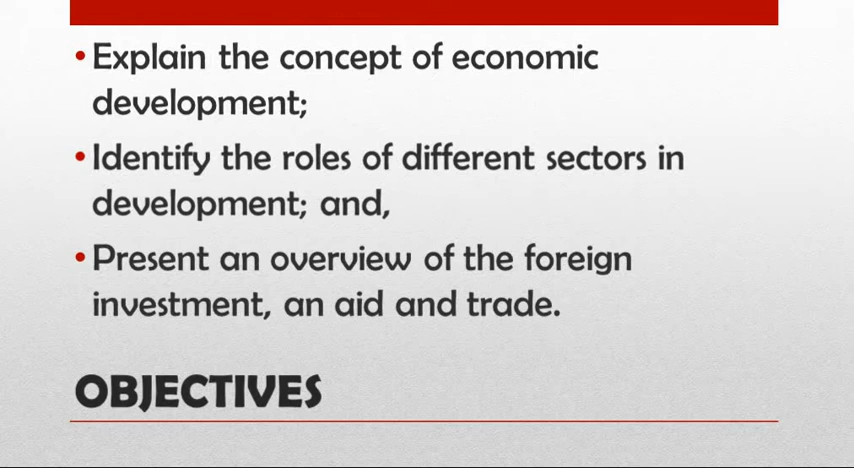 • Explain the concept of economic
development;
• Identify the roles of different sectors in
development; and,
• Present an overview of the foreign
investment, an aid and trade.
OBJECTIVES